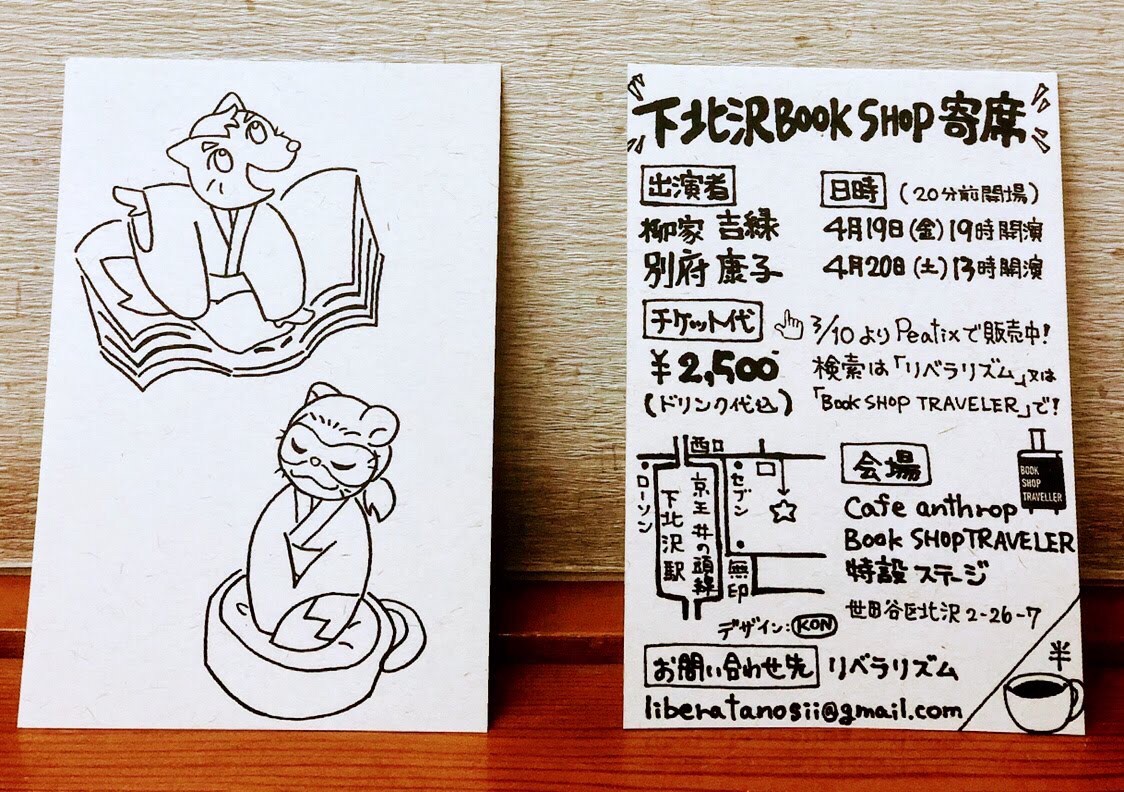 下北沢BOOK SHOP 寄席
出演者
柳家 吉緑
別府 康子
日時 (20分前開場)
4月19日(金)19時開演
4月20日(土)13時開演
チケット代
¥2,500
(ドリンク代込)
3/10よりPeatixで販売中!
検索は「リベラリズム」又は
「Book SHOP TRAVELER」で!
西口
ローソン
下北沢駅
京王井の頭線
セブン
無印
デザイン:KON
会場
BOOK
SHOP
TRAVELLER
Cafe anthrop
Book SHOPTRAVELER
特設ステージ
世田谷区北沢2-26-7
お問い合わせ先 リベラリズム
liberatanosii@gmail.com
半